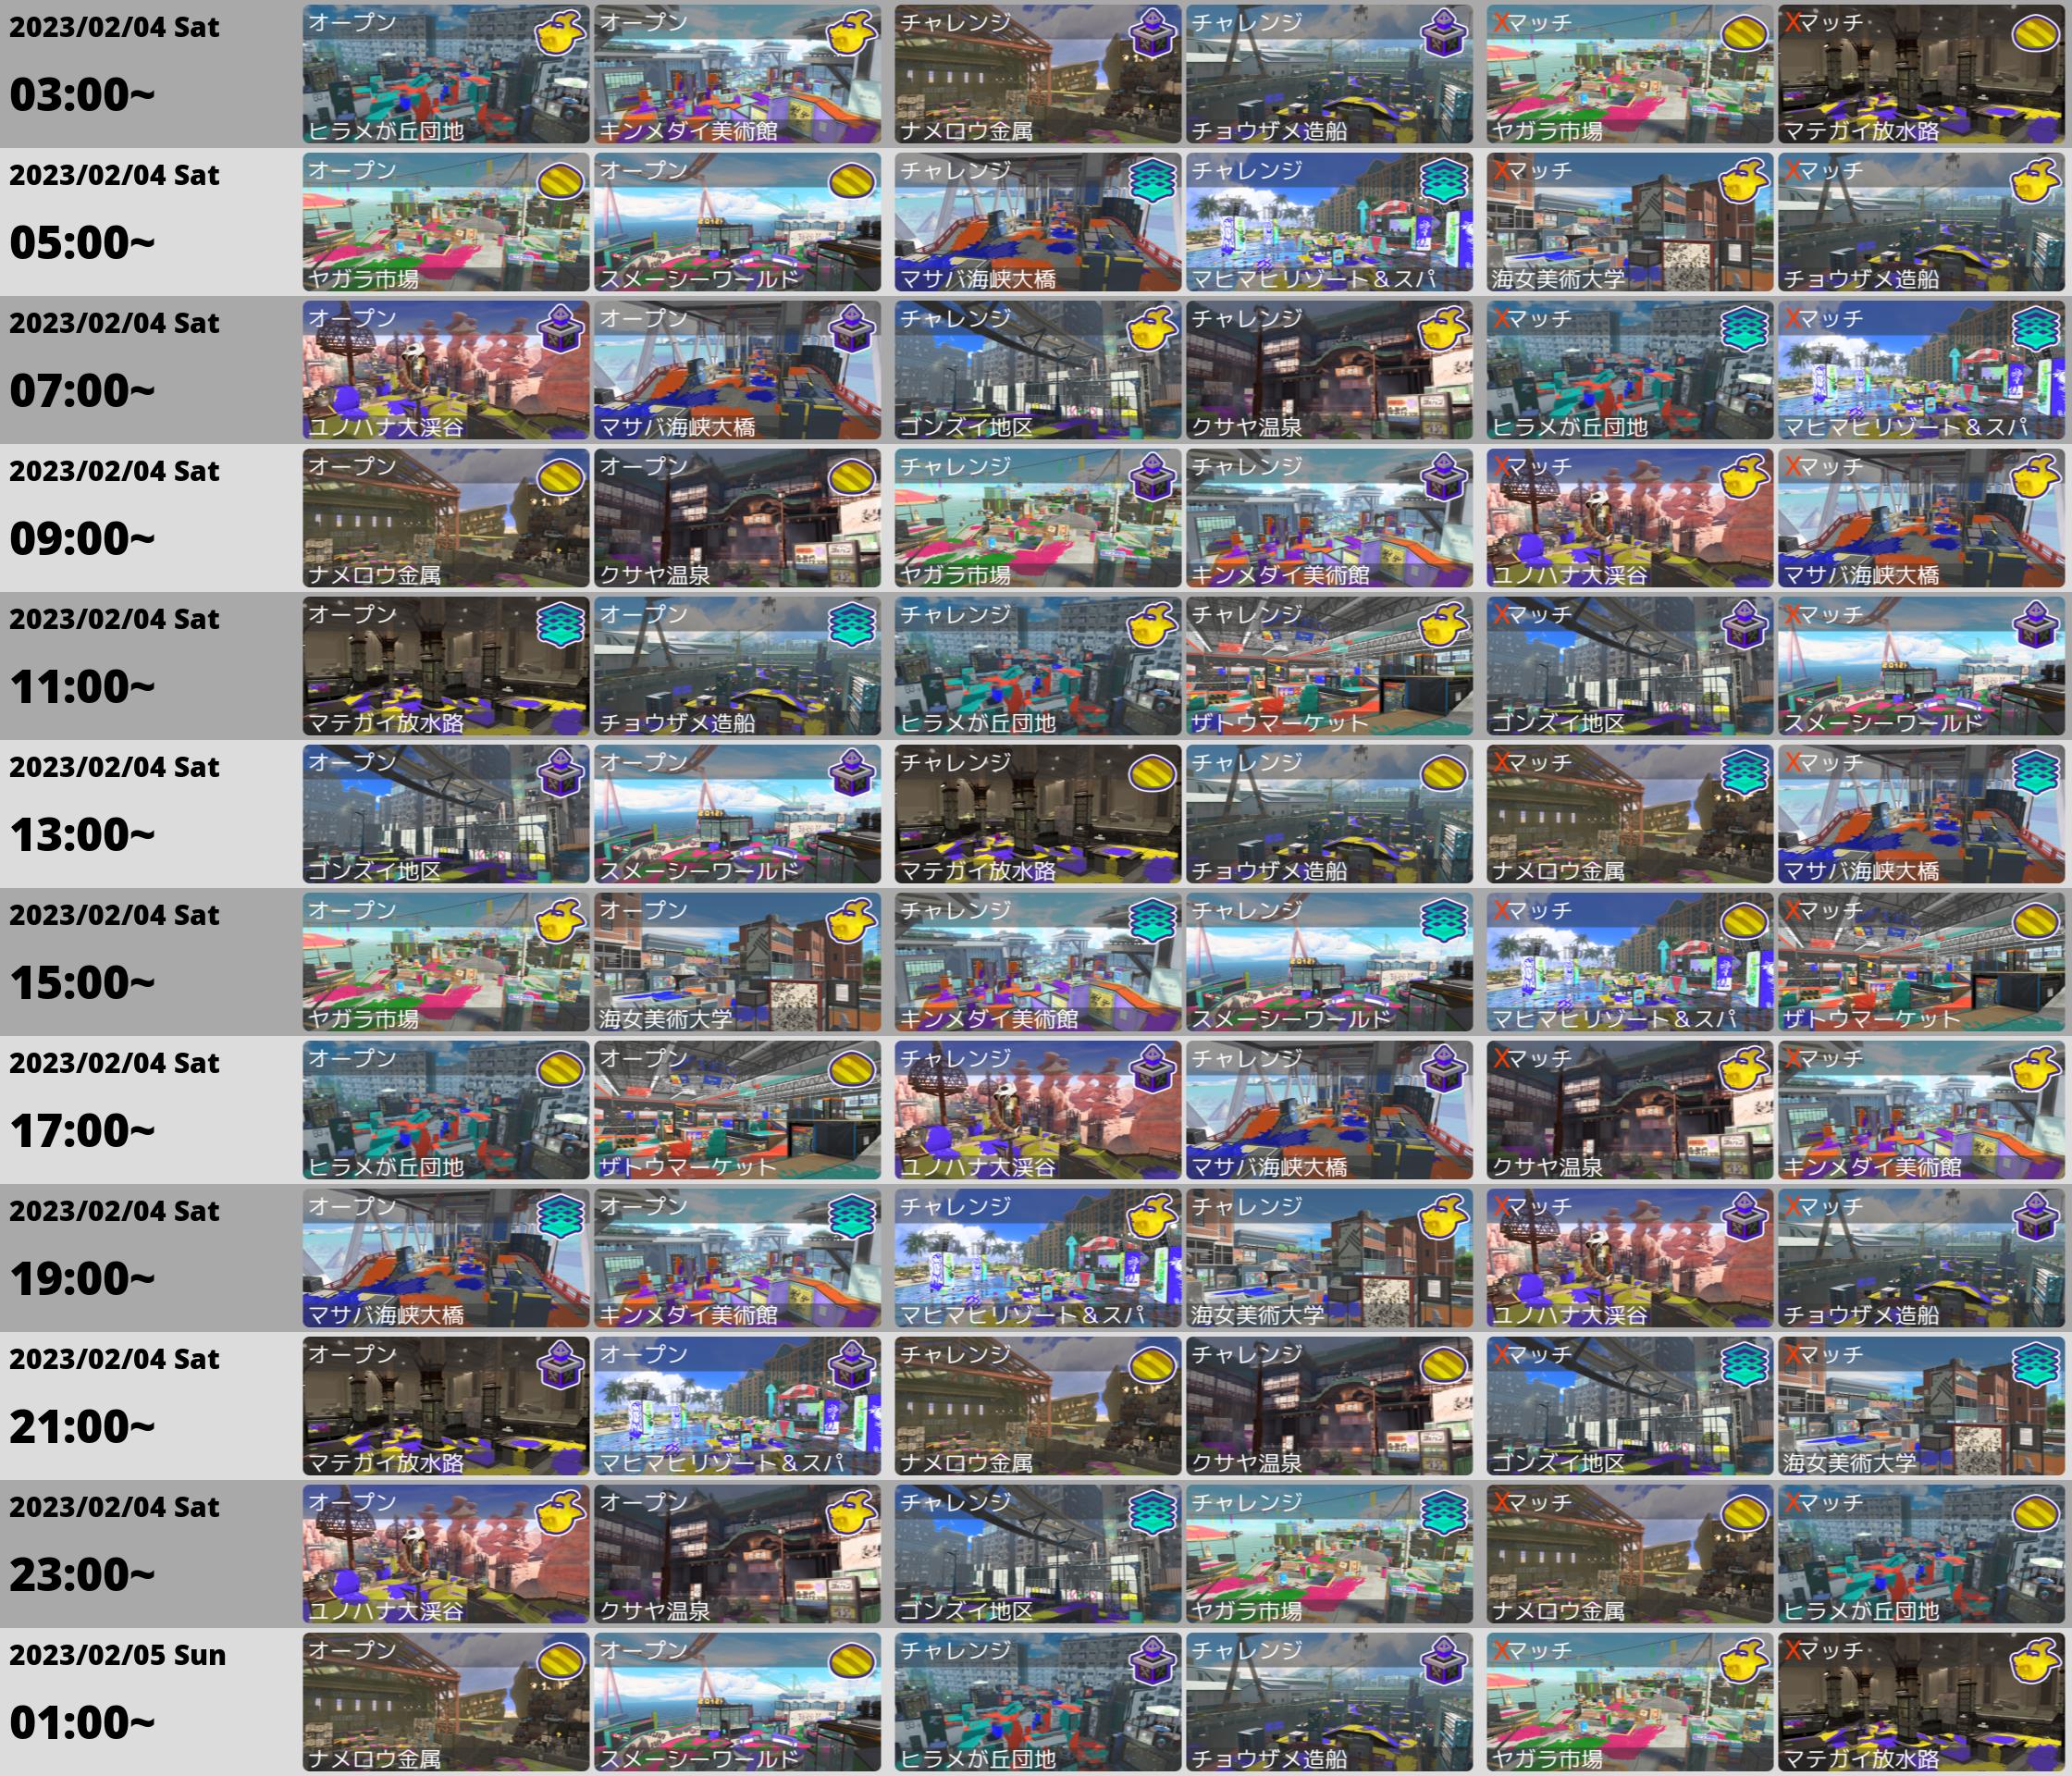 2023/02/04 Sat
03:00~
オープン オープン チャレンジ チャレンジ Xマッチ Xマッチ
ヒラメが丘団地 キンメダイ美術館 ナメロウ金属 チョウザメ造船 ヤガラ市場 マテガイ放水路
2023/02/04 Sat
05:00~
オープン オープン チャレンジ チャレンジ Xマッチ Xマッチ
ヤガラ市場 スメーシーワールド マサバ海峡大橋 マヒマヒリゾート&スパ 海女美術大学 チョウザメ造船
2023/02/04 Sat
07:00~
オープン オープン チャレンジ チャレンジ Xマッチ Xマッチ
ユノハナ大渓谷 マサバ海峡大橋 ゴンズイ地区 クサヤ温泉 ヒラメが丘団地 マヒマヒリゾート&スパ
2023/02/04 Sat
09:00~
オープン オープン チャレンジ チャレンジ Xマッチ Xマッチ
ナメロウ金属 クサヤ温泉 ヤガラ市場 キンメダイ美術館 ユノハナ大渓谷 マサバ海峡大橋
2023/02/04 Sat
11:00~
オープン オープン チャレンジ チャレンジ Xマッチ Xマッチ
マテガイ放水路 チョウザメ造船 ヒラメが丘団地 ザトウマーケット ゴンズイ地区 スメーシーワールド
2023/02/04 Sat
13:00~
オープン オープン チャレンジ チャレンジ Xマッチ Xマッチ
ゴンズイ地区 スメーシーワールド マテガイ放水路 チョウザメ造船 ナメロウ金属 マサバ海峡大橋
2023/02/04 Sat
15:00~
オープン オープン チャレンジ チャレンジ Xマッチ Xマッチ
ヤガラ市場 海女美術大学 キンメダイ美術館 スメーシーワールド マヒマヒリゾート&スパ ザトウマーケット
2023/02/04 Sat
17:00~
オープン オープン チャレンジ チャレンジ Xマッチ Xマッチ
ヒラメが丘団地 ザトウマーケット ユノハナ大渓谷 マサバ海峡大橋 クサヤ温泉 キンメダイ美術館
2023/02/04 Sat
19:00~
オープン オープン チャレンジ チャレンジ Xマッチ Xマッチ
マサバ海峡大橋 キンメダイ美術館 マヒマヒリゾート&スパ 海女美術大学 ユノハナ大渓谷 チョウザメ造船
2023/02/04 Sat
21:00~
オープン オープン チャレンジ チャレンジ Xマッチ Xマッチ
マテガイ放水路 マヒマヒリゾート&スパ ナメロウ金属 クサヤ温泉 ゴンズイ地区 海女美術大学
2023/02/04 Sat
23:00~
オープン オープン チャレンジ チャレンジ Xマッチ Xマッチ
ユノハナ大渓谷 クサヤ温泉 ゴンズイ地区 ヤガラ市場 ナメロウ金属 ヒラメが丘団地
2023/02/05 Sun
01:00~
オープン オープン チャレンジ チャレンジ Xマッチ Xマッチ
ナメロウ金属 スメーシーワールド ヒラメが丘団地 チョウザメ造船 ヤガラ市場 マテガイ放水路